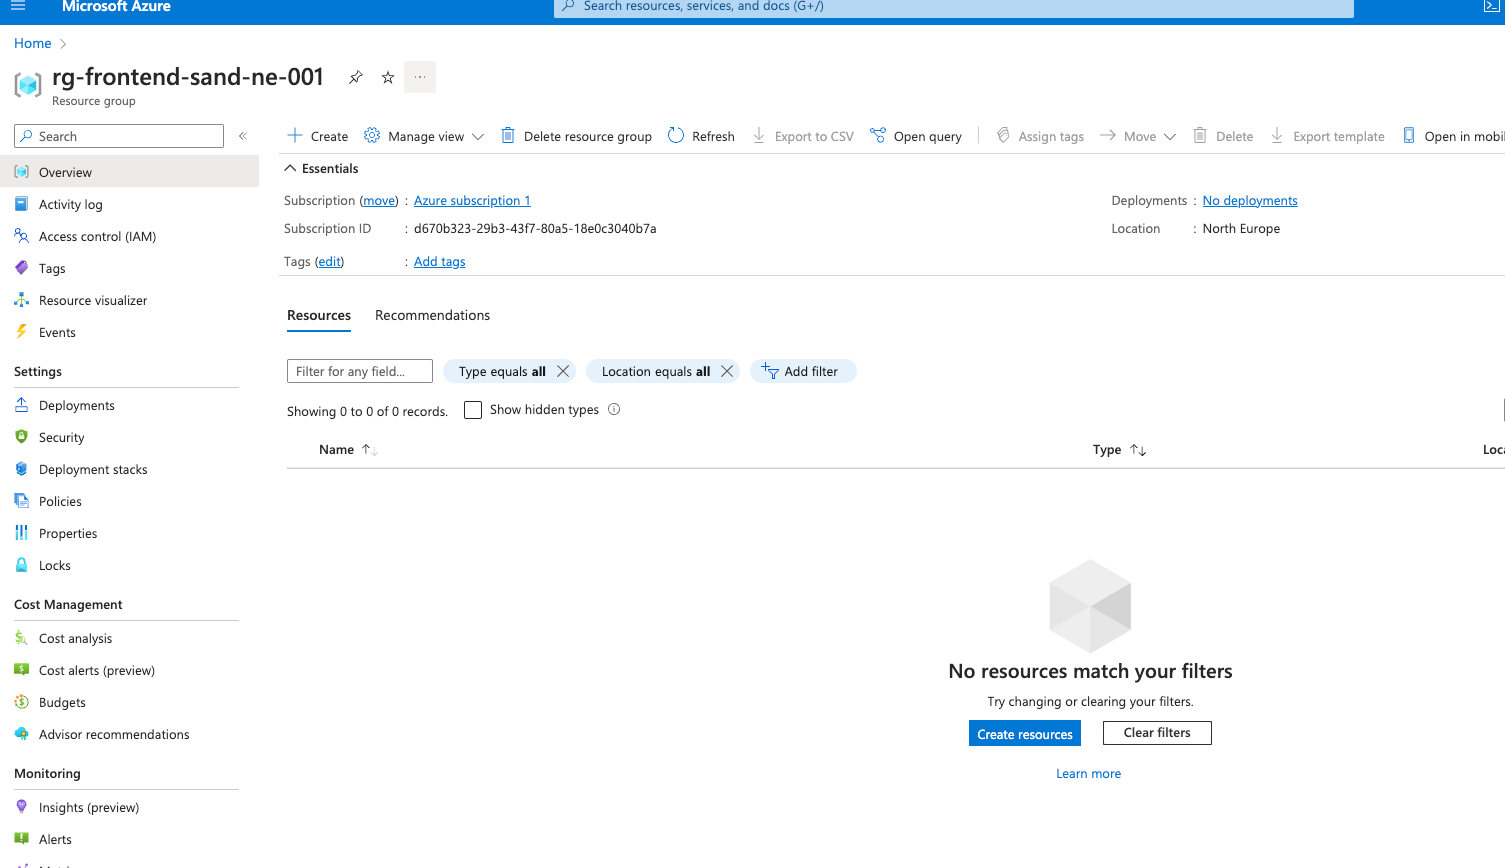 Microsoft Azure
Search resources, services, and docs (G+/)
Home
rg-frontend-sand-ne-001
Resource group
Search
Overview
Activity log
Access control (IAM)
Tags
Resource visualizer
Events
Settings
Deployments
Security
Deployment stacks
Policies
Properties
Locks
Cost Management
Cost analysis
Cost alerts (preview)
Budgets
Advisor recommendations
Monitoring
Insights (preview)
Alerts
Create Manage view Delete resource group Refresh Export to CSV Open query Assign tags Move Delete Export template Open in mobil
Essentials
Subscription (move) : Azure subscription 1
Subscription ID : d670b323-29b3-43f7-80a5-18e0c3040b7a
Tags (edit) : Add tags
Deployments : No deployments
Location : North Europe
Resources Recommendations
Filter for any field... Type equals all Location equals all Add filter
Showing 0 to 0 of 0 records. Show hidden types
Name Type Loca
No resources match your filters
Try changing or clearing your filters.
Create resources Clear filters
Learn more